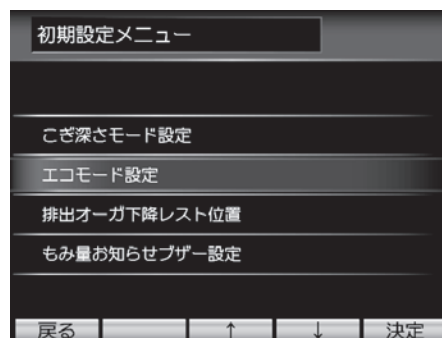 初期設定メニュー
こぎ深さモード設定
エコモード設定
排出オーガ下降レスト位置
もみ量お知らせブザー設定
戻る ↑ ↓ 決定